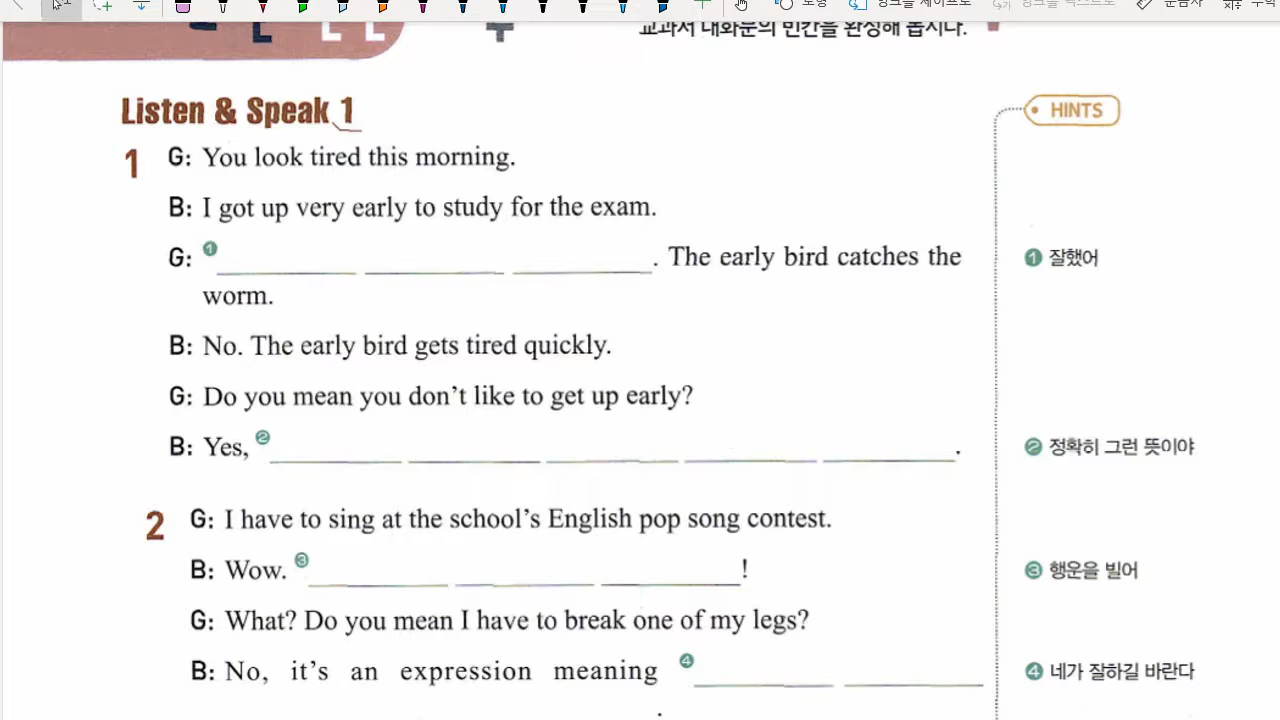 교과서 대화문의 빈칸을 완성해 봅시다.
Listen & Speak 1
HINTS
1 G: You look tired this morning.
B: I got up very early to study for the exam.
G: ❶ . The early bird catches the
❶ 잘했어
worm.
B: No. The early bird gets tired quickly.
G: Do you mean you don't like to get up early?
B: Yes, ❷ .
❷ 정확히 그런 뜻이야
2 G: I have to sing at the school's English pop song contest.
B: Wow. ❸ !
❸ 행운을 빌어
G: What? Do you mean I have to break one of my legs?
B: No, it's an expression meaning ❹
❹ 네가 잘하길 바란다
.